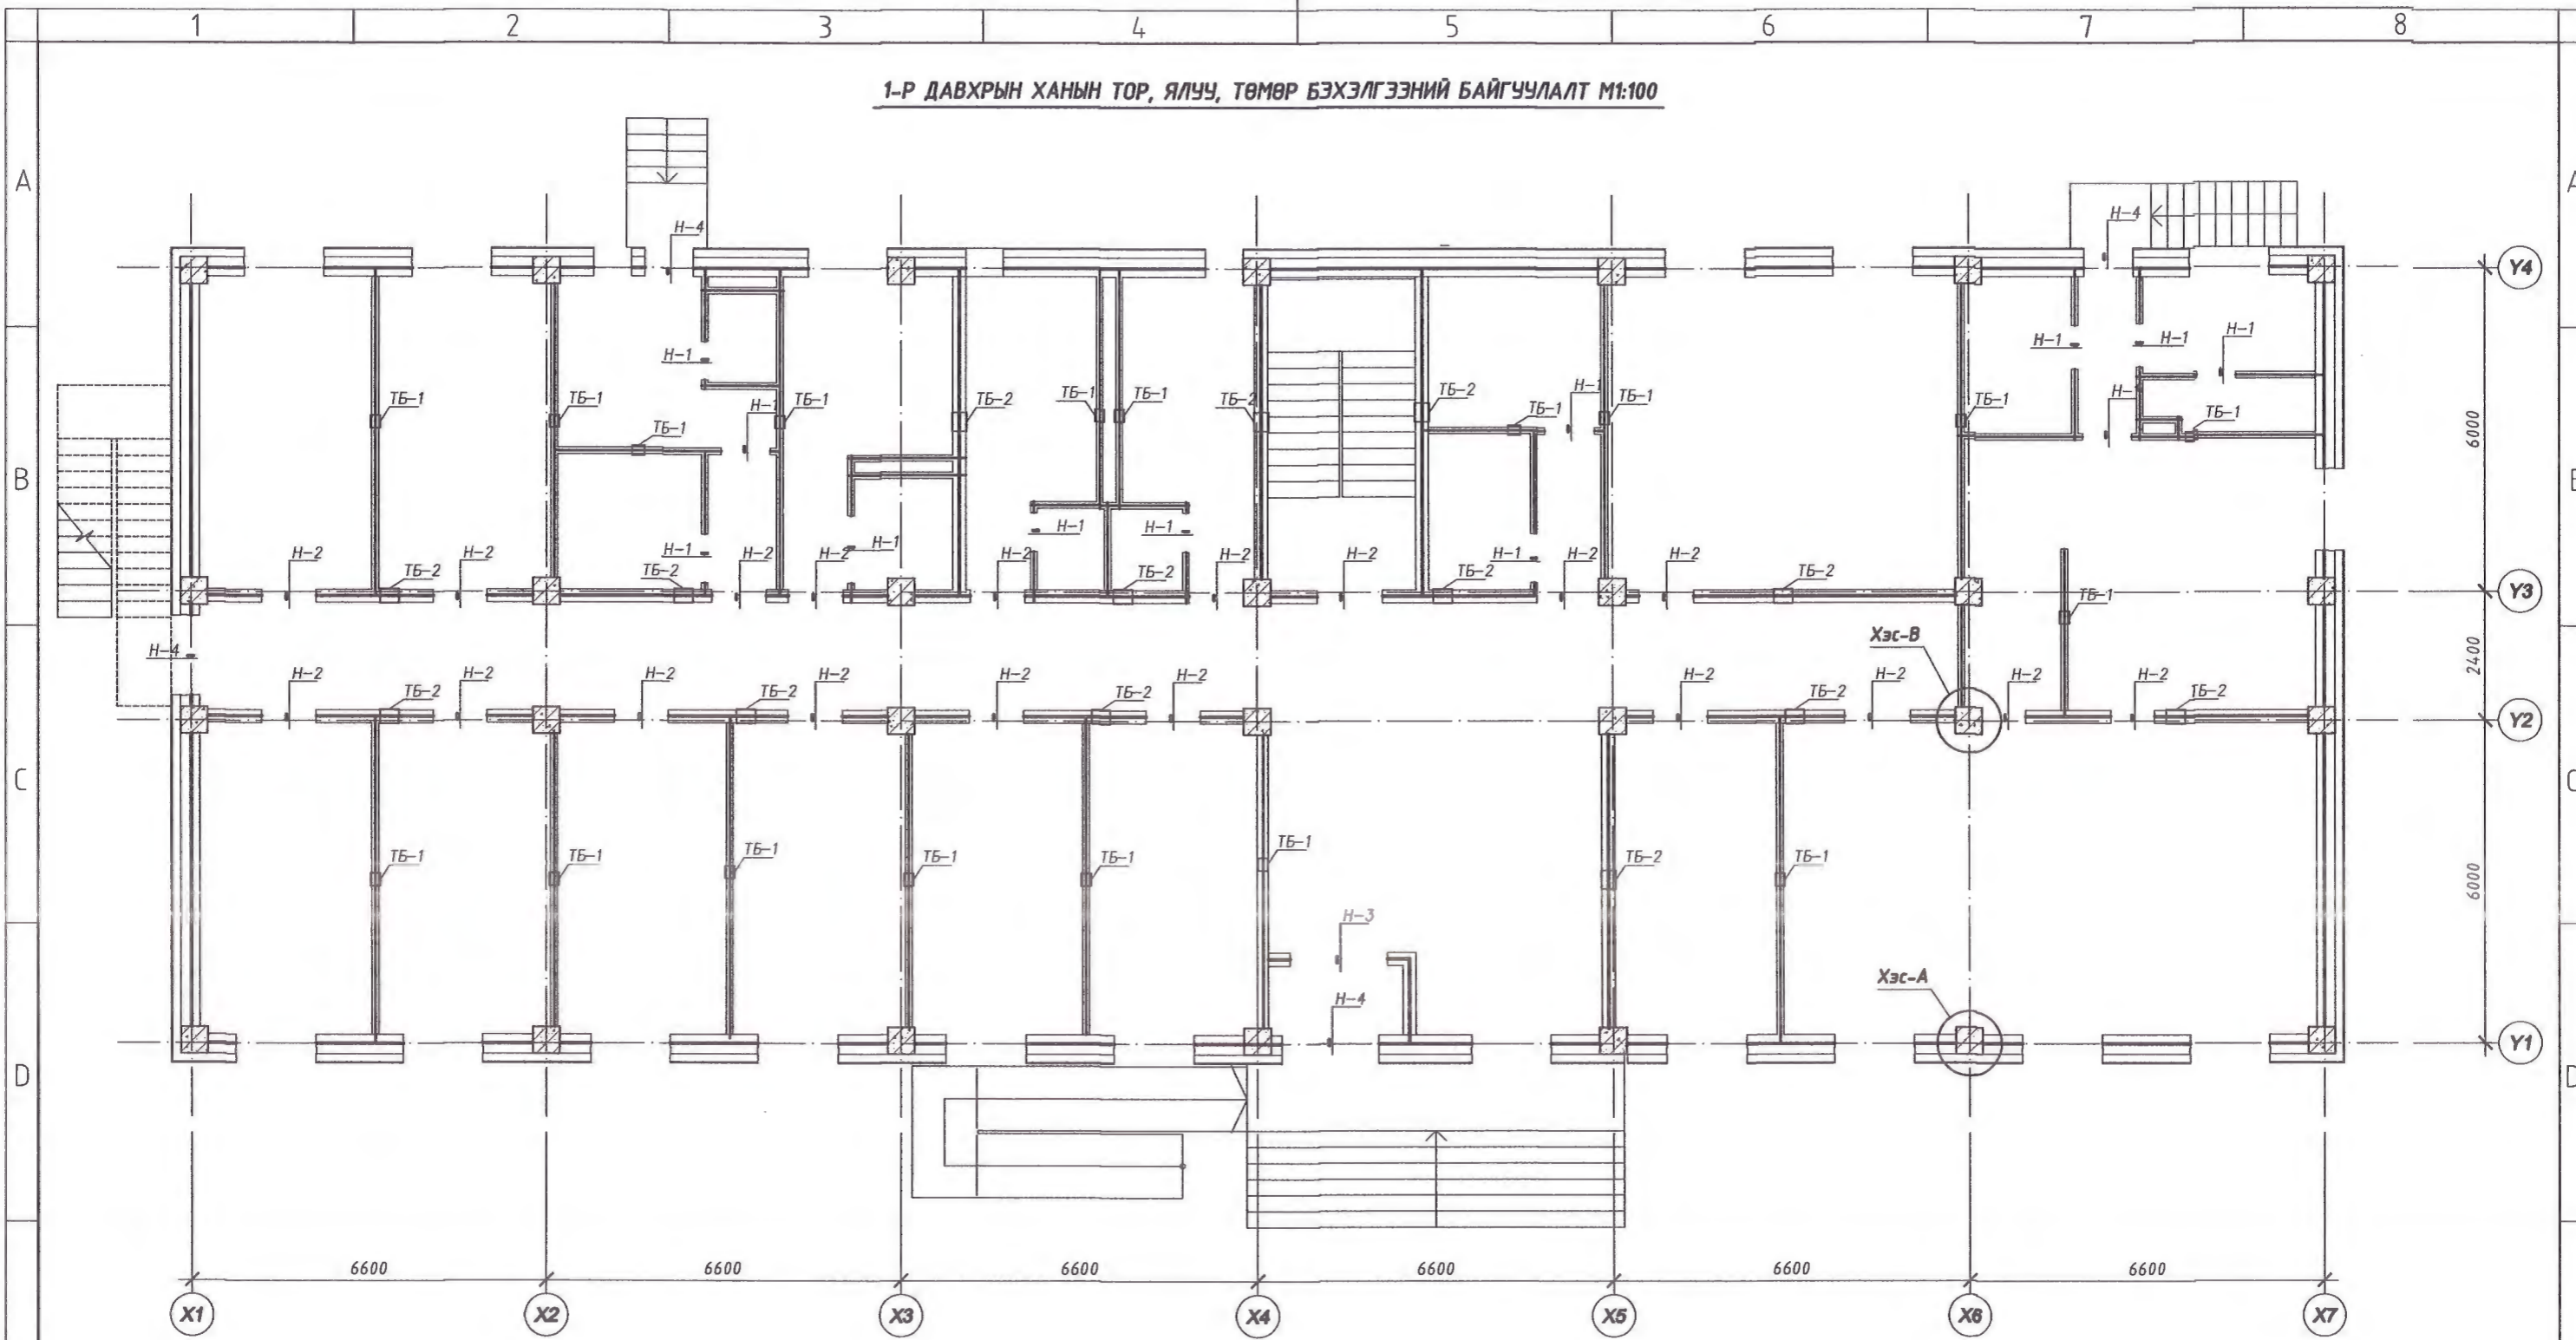 1 2 3 4 5 6 7 8
1-Р ДАВХРЫН ХАНЫН ТОР, ЯЛУУ, ТӨМӨР БЭХЭЛГЭЭНИЙ БАЙГУУЛАЛТ М1:100
A
Н-4 Н-4
Y4
Н-1 Н-1 Н-1 Н-1
ТБ-1 ТБ-1 Н-1 ТБ-1 ТБ-2 ТБ-1 ТБ-1 ТБ-2 ТБ-2 Н-1 ТБ-1 ТБ-1 Н-1
ТБ-1 ТБ-1 ТБ-1
6000
B
Н-2 Н-2 Н-1 Н-2 Н-2 Н-1 Н-2 Н-1 Н-1 Н-2 Н-2 Н-1 Н-2 Н-2
ТБ-2 ТБ-2 ТБ-2 ТБ-2 ТБ-2
Y3
ТБ-1
Хэс-В
Н-4
2400
Н-2 Н-2 Н-2 Н-2 Н-2 Н-2 Н-2 Н-2 Н-2 Н-2
ТБ-2 ТБ-2 ТБ-2 ТБ-2 ТБ-2
Y2
C
ТБ-1 ТБ-1 ТБ-1 ТБ-1 ТБ-1 ТБ-1 ТБ-2 ТБ-1
6000
Н-3
Хэс-А
Н-4
Y1
D
6600 6600 6600 6600 6600 6600
X1 X2 X3 X4 X5 X6 X7